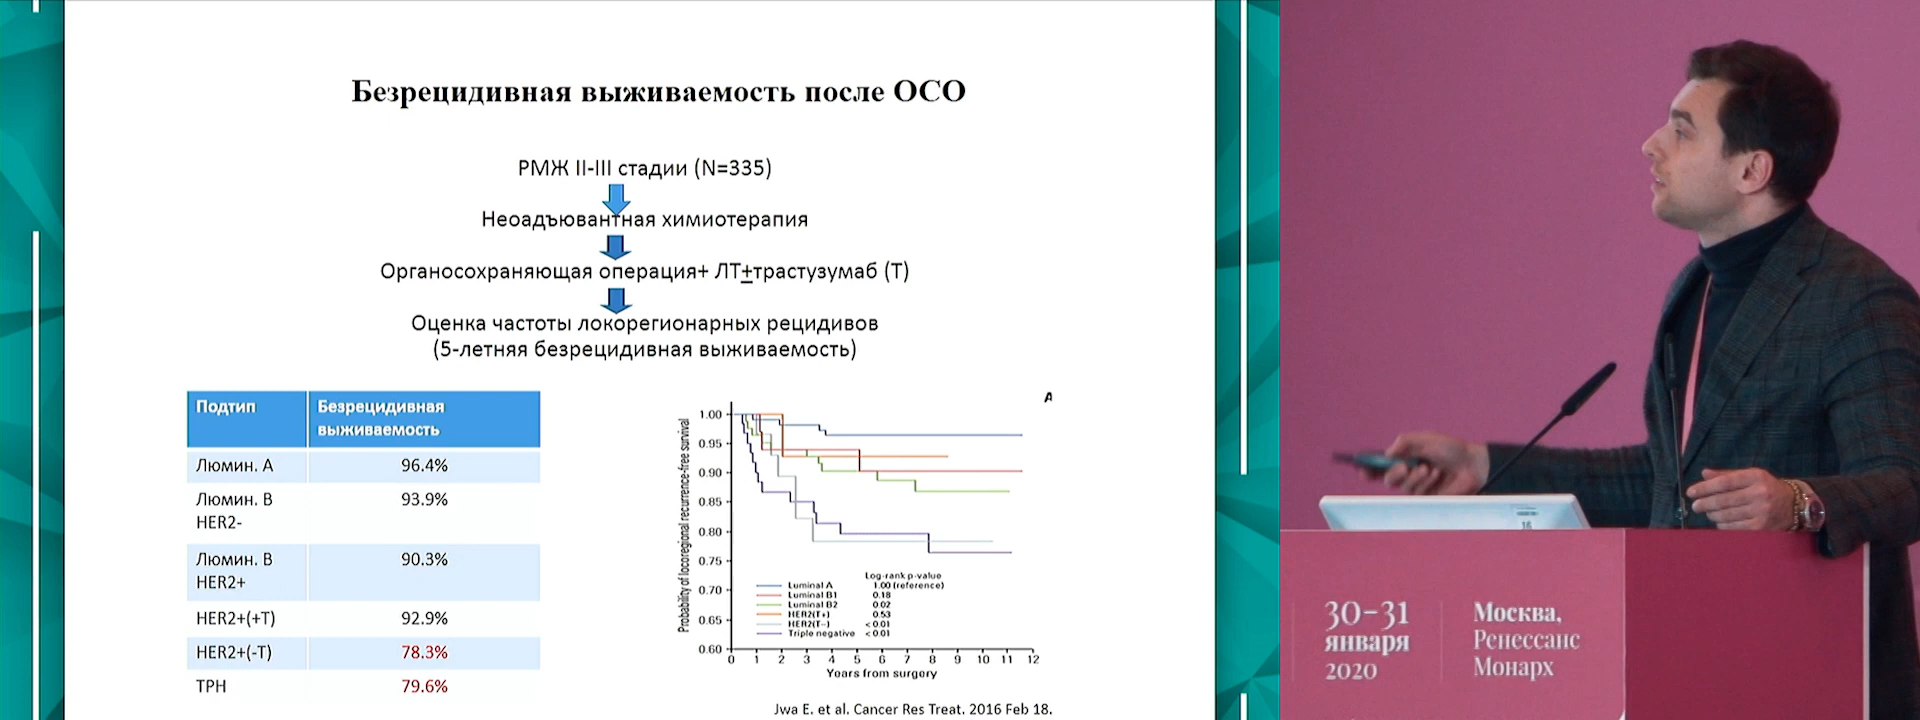 Безрецидивная выживаемость после ОСО
РМЖ II-III стадии (N=335)
Неоадъювантная химиотерапия
Органосохраняющая операция+ ЛТ±трастузумаб (Т)
Оценка частоты локорегионарных рецидивов
(5-летняя безрецидивная выживаемость)
Подтип Безрецидивная выживаемость
Люмин. А 96.4%
Люмин. В HER2- 93.9%
Люмин. В HER2+ 90.3%
HER2+(+Т) 92.9%
HER2+(-Т) 78.3%
ТРН 79.6%
A
Probability of locoregional recurrence-free survival
1.00
0.95
0.90
0.85
0.80
0.75
0.70
0.65
0.60
Log-rank p-value
Luminal A 1.00 (reference)
Luminal B1 0.18
Luminal B2 0.02
HER2(T+) 0.53
HER2(T−) < 0.01
Triple negative < 0.01
0 1 2 3 4 5 6 7 8 9 10 11 12
Years from surgery
Jwa E. et al. Cancer Res Treat. 2016 Feb 18.
16
30–31
января
2020
Москва,
Ренессанс
Монарх